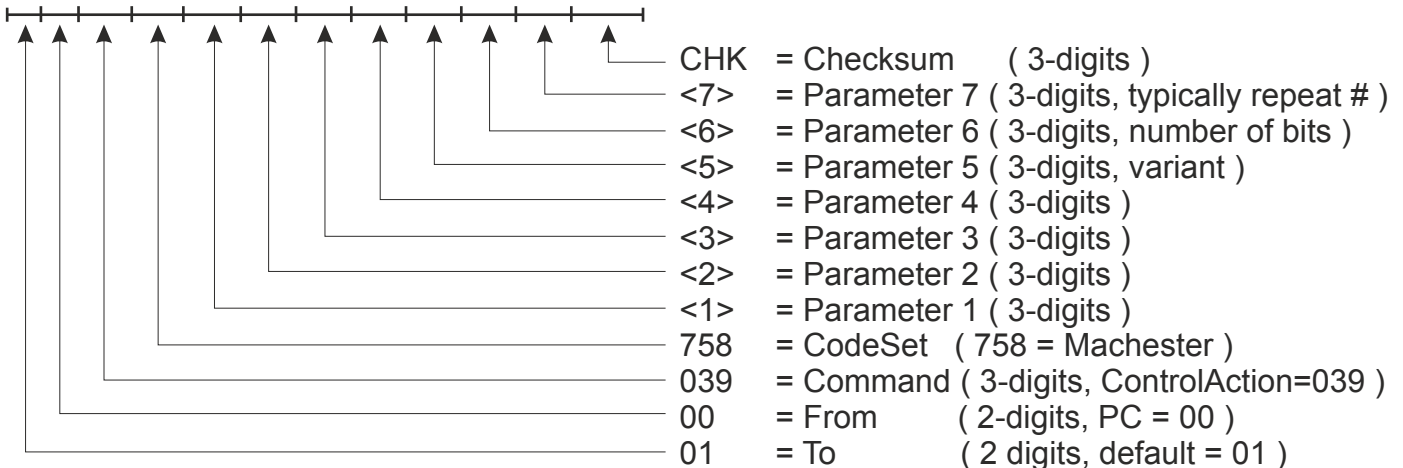 CHK = Checksum ( 3-digits )
<7> = Parameter 7 ( 3-digits, typically repeat # )
<6> = Parameter 6 ( 3-digits, number of bits )
<5> = Parameter 5 ( 3-digits, variant )
<4> = Parameter 4 ( 3-digits )
<3> = Parameter 3 ( 3-digits )
<2> = Parameter 2 ( 3-digits )
<1> = Parameter 1 ( 3-digits )
758 = CodeSet ( 758 = Machester )
039 = Command ( 3-digits, ControlAction=039 )
00 = From ( 2-digits, PC = 00 )
01 = To ( 2 digits, default = 01 )